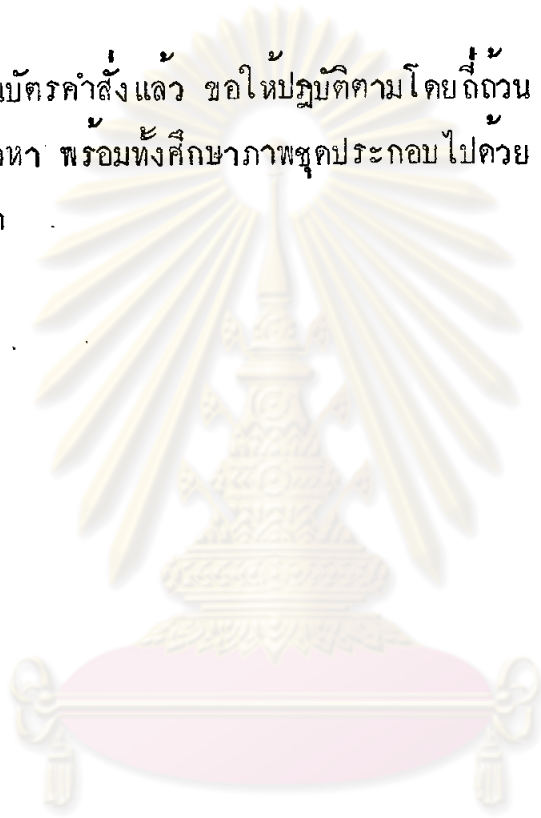 บัตรคำสั่งแล้ว ขอให้ปฏิบัติตามโดยถี่ถ้วน
หา พร้อมทั้งศึกษาภาพชุดประกอบไปด้วย